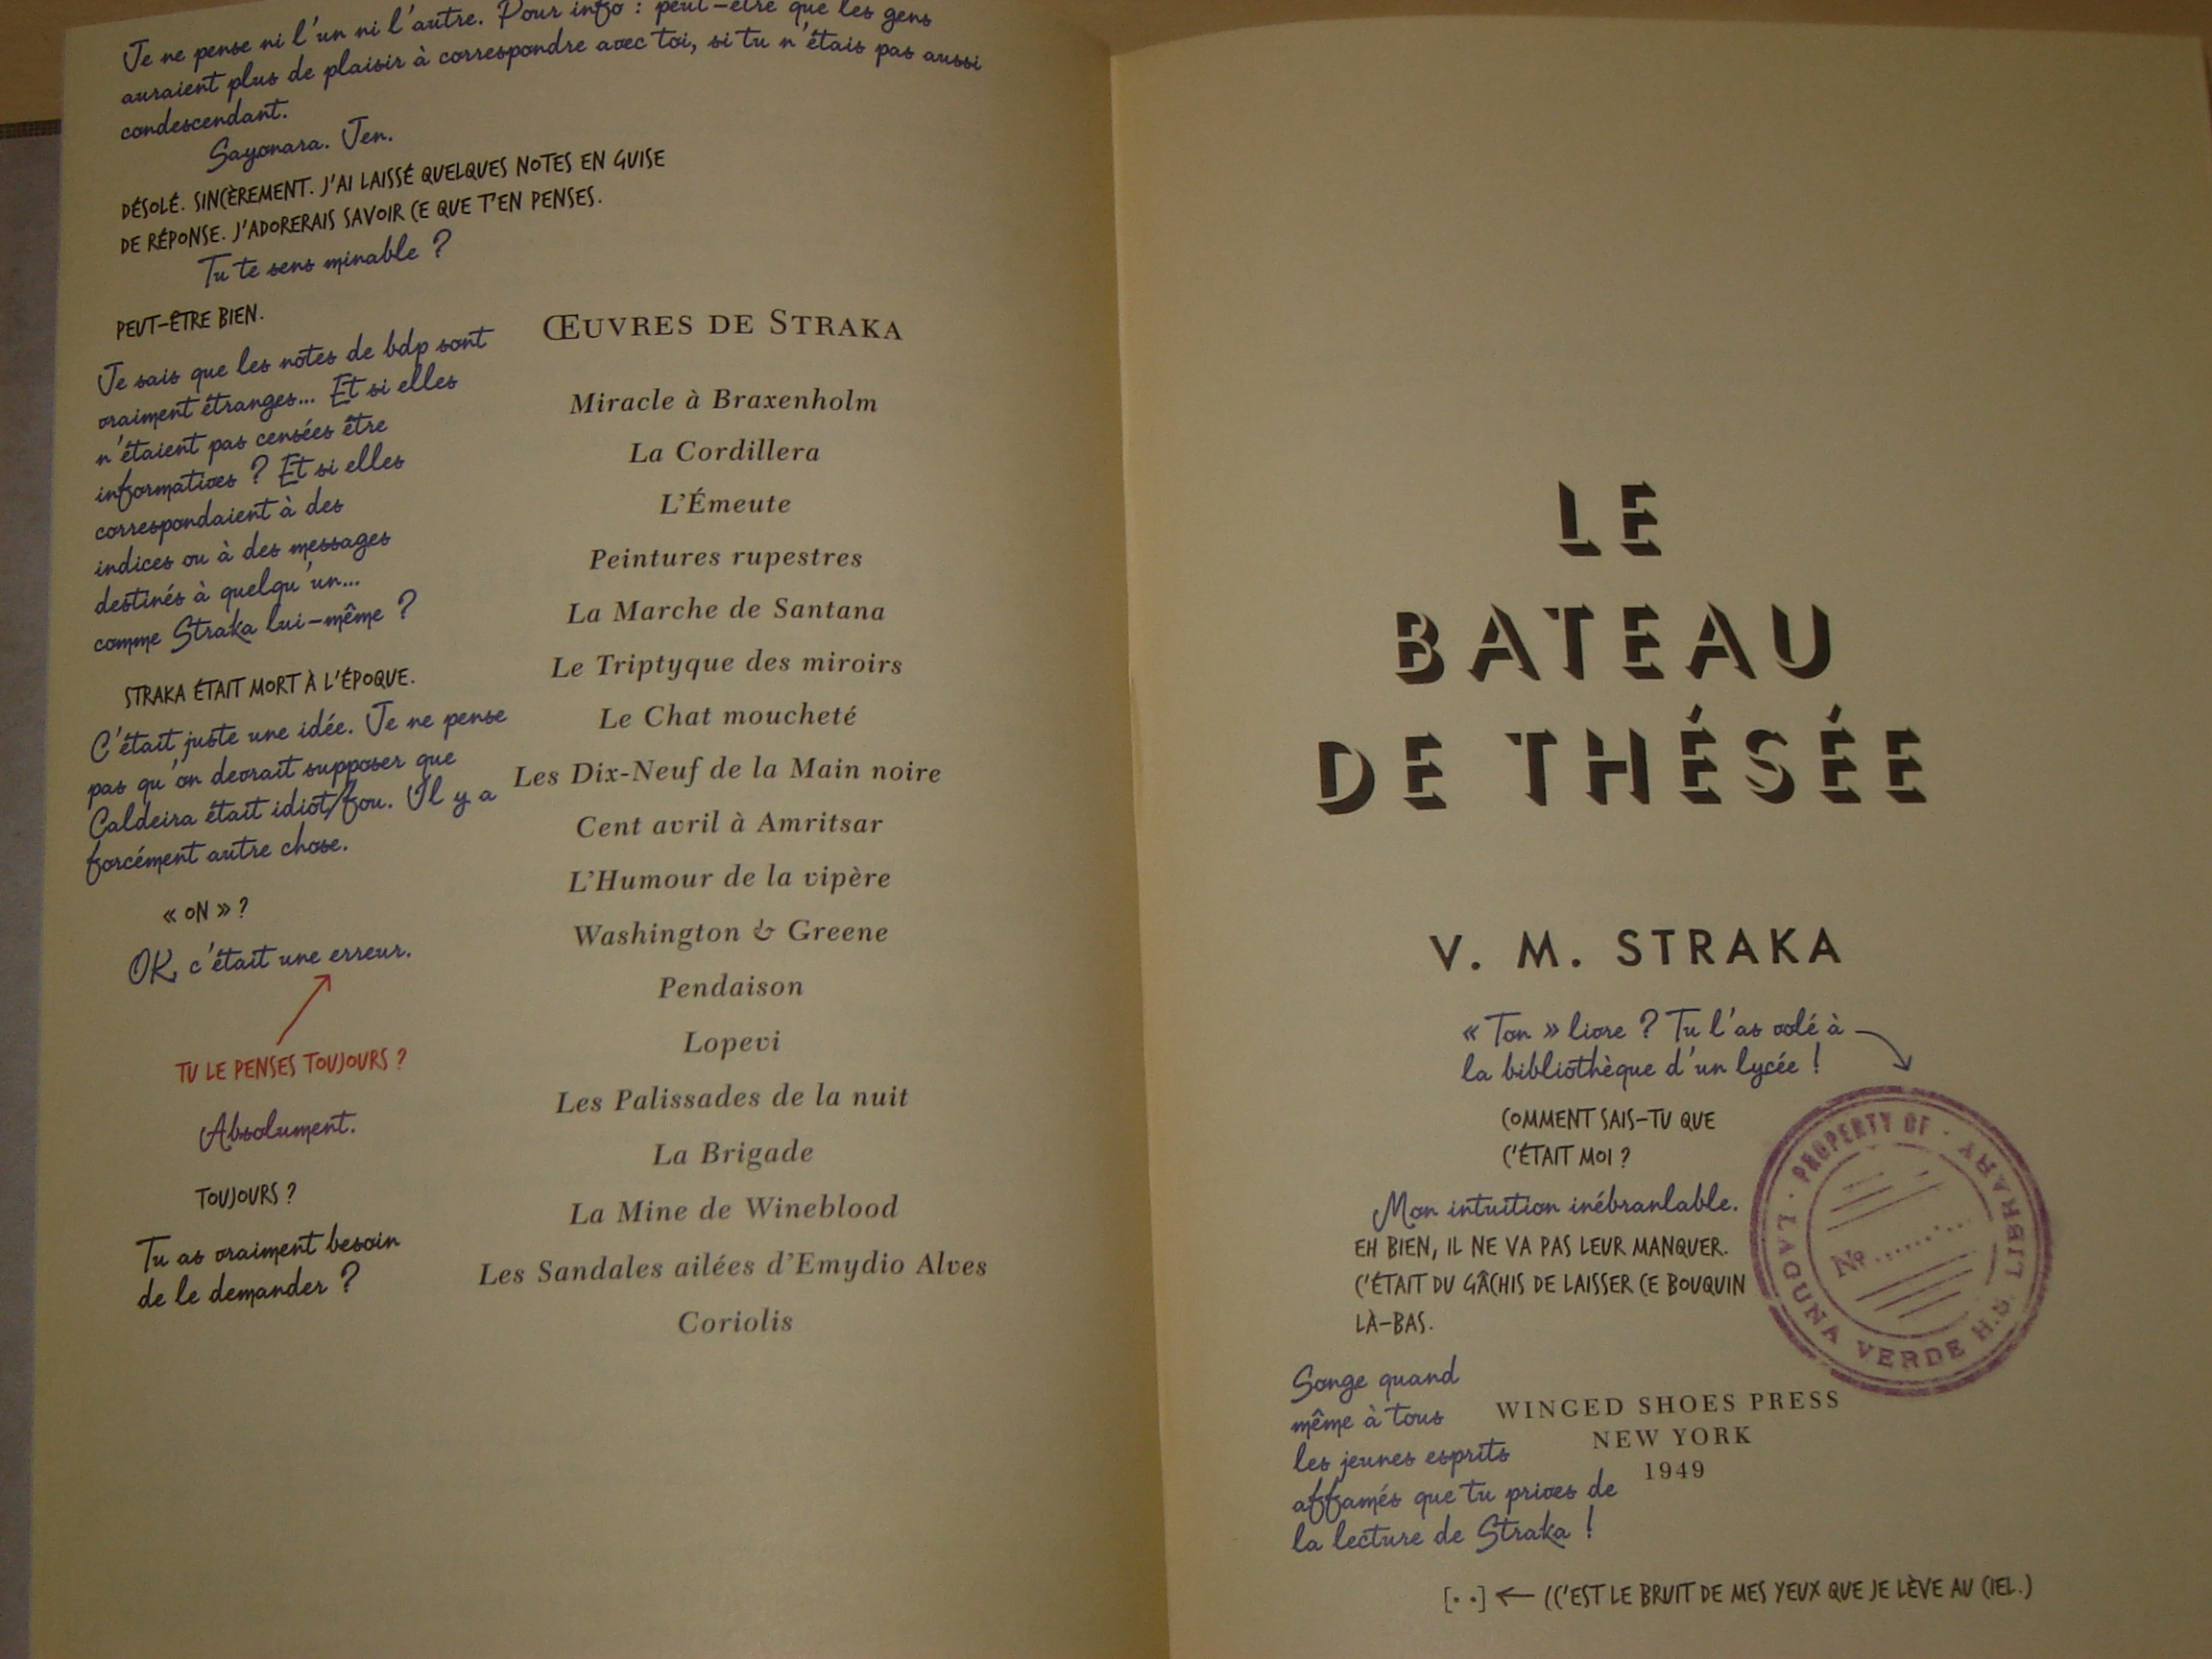 Je ne pense ni l'un ni l'autre. Pour info : peut-être que les gens
auraient plus de plaisir à correspondre avec toi, si tu n'étais pas aussi
condescendant.
Sayonara. Jen.
DÉSOLÉ. SINCÈREMENT. J'AI LAISSÉ QUELQUES NOTES EN GUISE
DE RÉPONSE. J'ADORERAIS SAVOIR CE QUE T'EN PENSES.
Tu te sens minable ?
PEUT-ÊTRE BIEN.
Je sais que les notes de bdp sont
vraiment étranges... Et si elles
n'étaient pas censées être
informatives ? Et si elles
correspondaient à des
indices ou à des messages
destinés à quelqu'un...
comme Straka lui-même ?
STRAKA ÉTAIT MORT À L'ÉPOQUE.
C'était juste une idée. Je ne pense
pas qu'on devrait supposer que
Caldeira était idiot/fou. Il y a
forcément autre chose.
« ON » ?
OK, c'était une erreur.
TU LE PENSES TOUJOURS ?
Absolument.
TOUJOURS ?
Tu as vraiment besoin
de le demander ?
ŒUVRES DE STRAKA
Miracle à Braxenholm
La Cordillera
L'Émeute
Peintures rupestres
La Marche de Santana
Le Triptyque des miroirs
Le Chat moucheté
Les Dix-Neuf de la Main noire
Cent avril à Amritsar
L'Humour de la vipère
Washington & Greene
Pendaison
Lopevi
Les Palissades de la nuit
La Brigade
La Mine de Wineblood
Les Sandales ailées d'Emydio Alves
Coriolis
LE
BATEAU
DE THÉSÉE
V. M. STRAKA
« Ton » livre ? Tu l'as volé à
la bibliothèque d'un lycée !
COMMENT SAIS-TU QUE
C'ÉTAIT MOI ?
Mon intuition inébranlable.
EH BIEN, IL NE VA PAS LEUR MANQUER.
C'ÉTAIT DU GÂCHIS DE LAISSER CE BOUQUIN
LÀ-BAS.
PROPERTY OF
LAGUNA VERDE H.S. LIBRARY
No.
Songe quand
même à tous
les jeunes esprits
affamés que tu prives de
la lecture de Straka !
WINGED SHOES PRESS
NEW YORK
1949
[· ·] ← (C'EST LE BRUIT DE MES YEUX QUE JE LÈVE AU CIEL.)